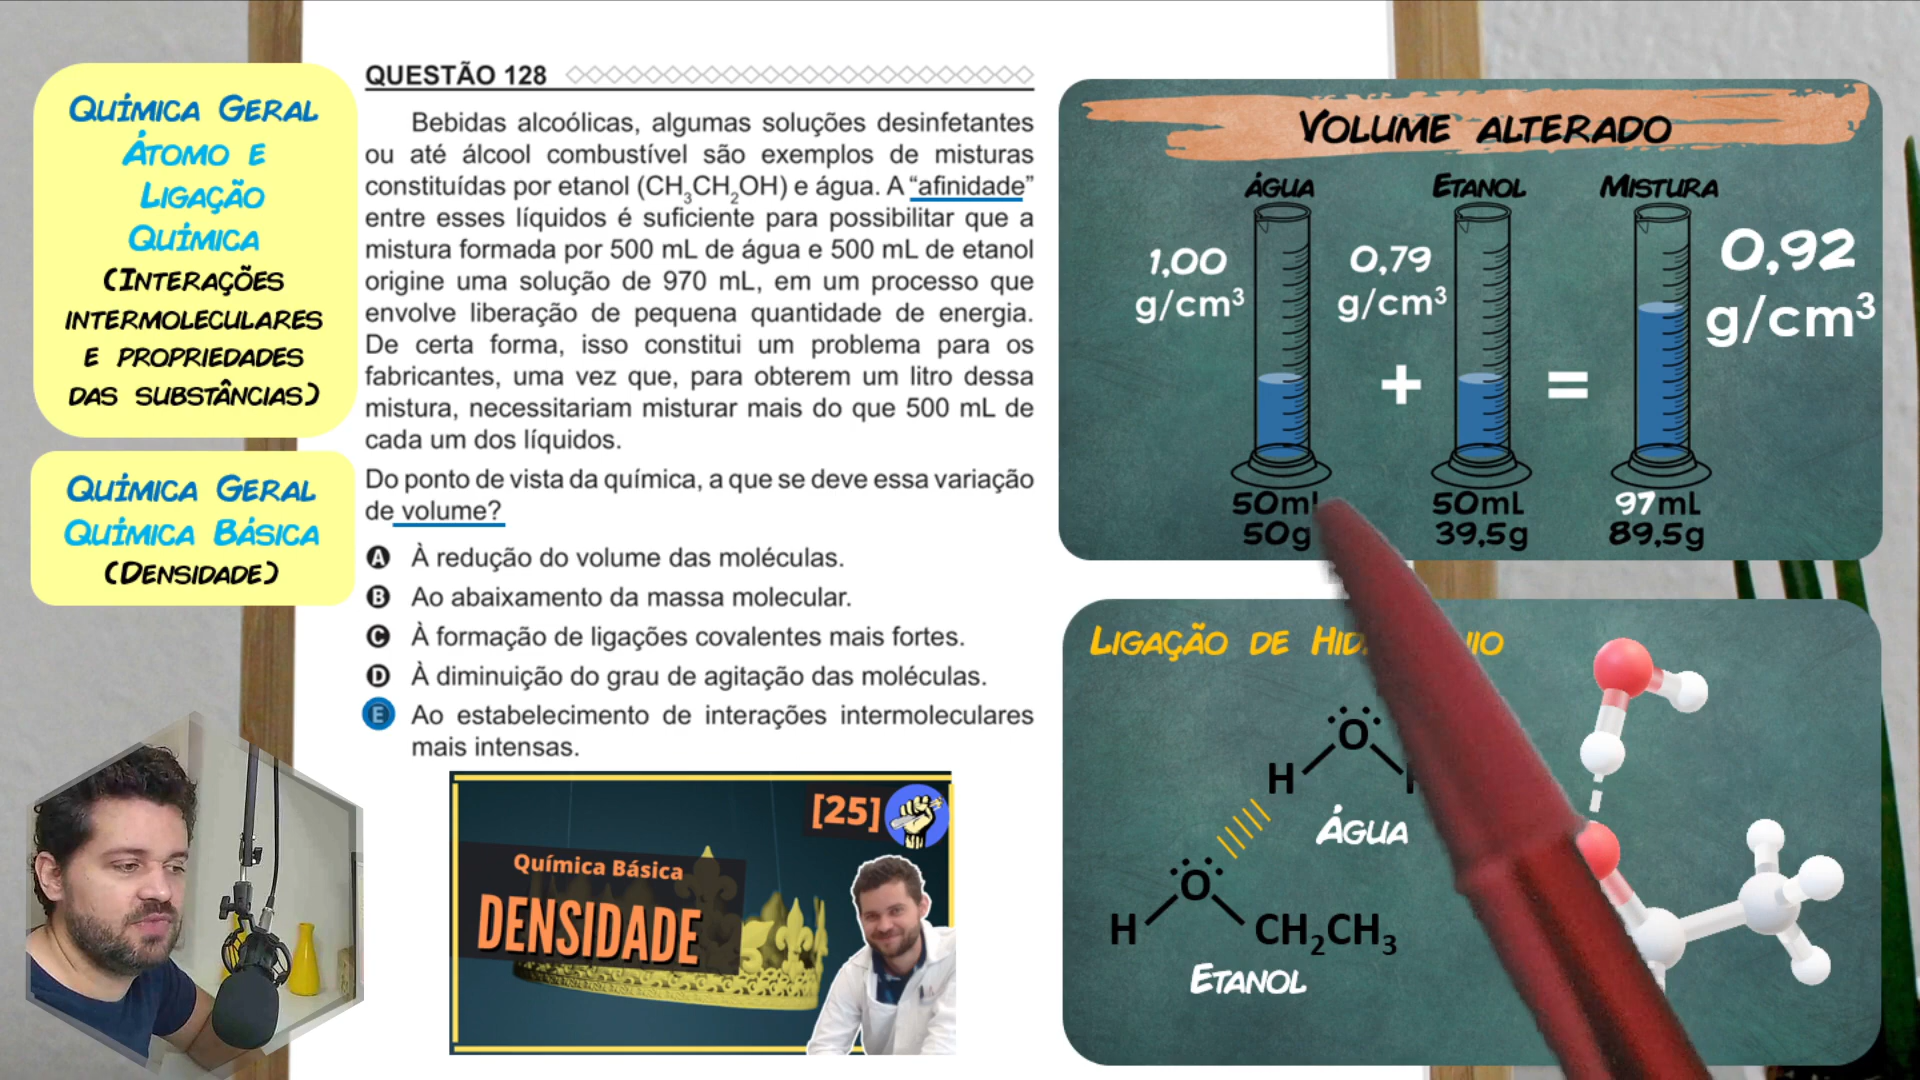 QUÍMICA GERAL
ÁTOMO E
LIGAÇÃO
QUÍMICA
(INTERAÇÕES
INTERMOLECULARES
E PROPRIEDADES
DAS SUBSTÂNCIAS)
QUÍMICA GERAL
QUÍMICA BÁSICA
(DENSIDADE)
QUESTÃO 128
Bebidas alcoólicas, algumas soluções desinfetantes
ou até álcool combustível são exemplos de misturas
constituídas por etanol (CH₃CH₂OH) e água. A “afinidade”
entre esses líquidos é suficiente para possibilitar que a
mistura formada por 500 mL de água e 500 mL de etanol
origine uma solução de 970 mL, em um processo que
envolve liberação de pequena quantidade de energia.
De certa forma, isso constitui um problema para os
fabricantes, uma vez que, para obterem um litro dessa
mistura, necessitariam misturar mais do que 500 mL de
cada um dos líquidos.
Do ponto de vista da química, a que se deve essa variação
de volume?
A À redução do volume das moléculas.
B Ao abaixamento da massa molecular.
C À formação de ligações covalentes mais fortes.
D À diminuição do grau de agitação das moléculas.
E Ao estabelecimento de interações intermoleculares
mais intensas.
[25]
Química Básica
DENSIDADE
VOLUME ALTERADO
ÁGUA ETANOL MISTURA
1,00 g/cm³
0,79 g/cm³
0,92 g/cm³
+ =
50mL 50mL 97mL
50g 39,5g 89,5g
LIGAÇÃO DE
O
H
ÁGUA
O
H CH₂CH₃
ETANOL